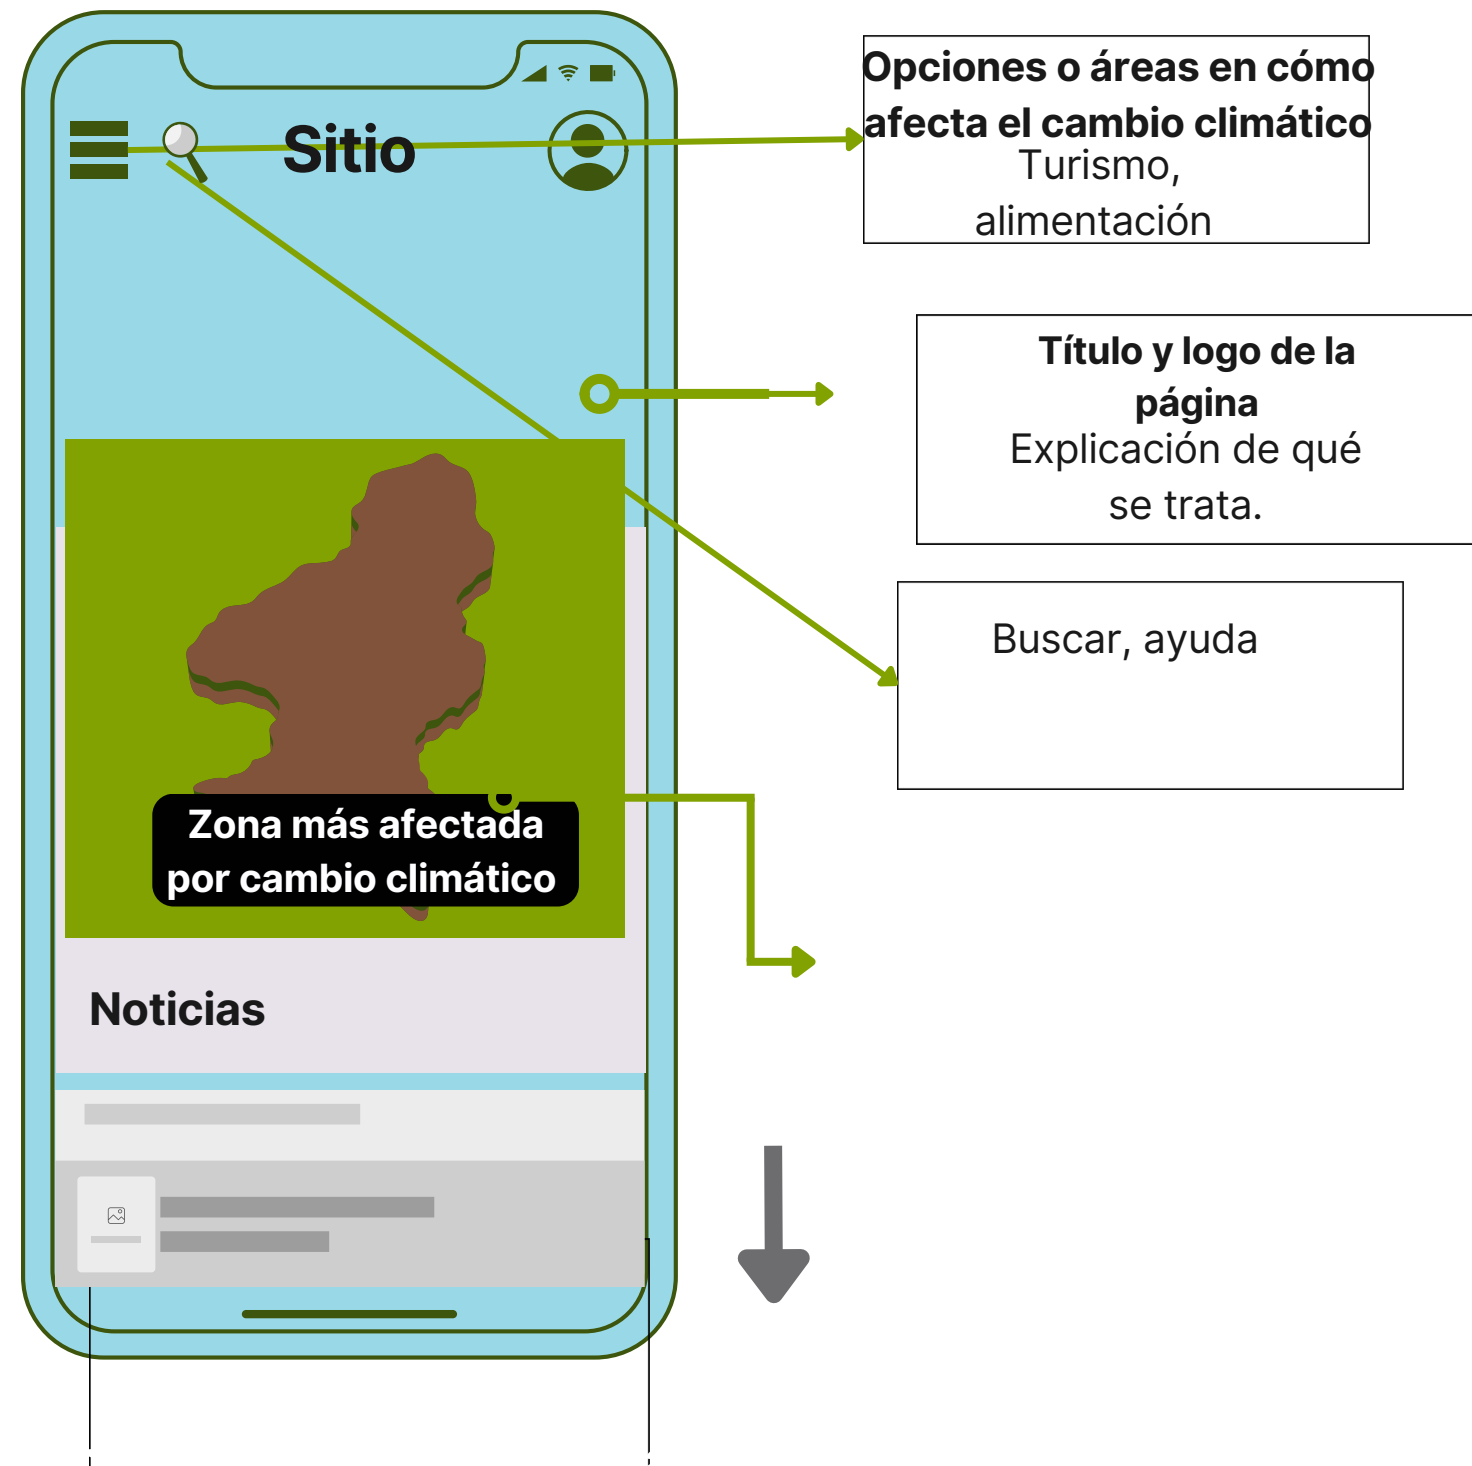 Sitio
Opciones o áreas en cómo
afecta el cambio climático
Turismo,
alimentación
Título y logo de la
página
Explicación de qué
se trata.
Buscar, ayuda
Zona más afectada
por cambio climático
Noticias